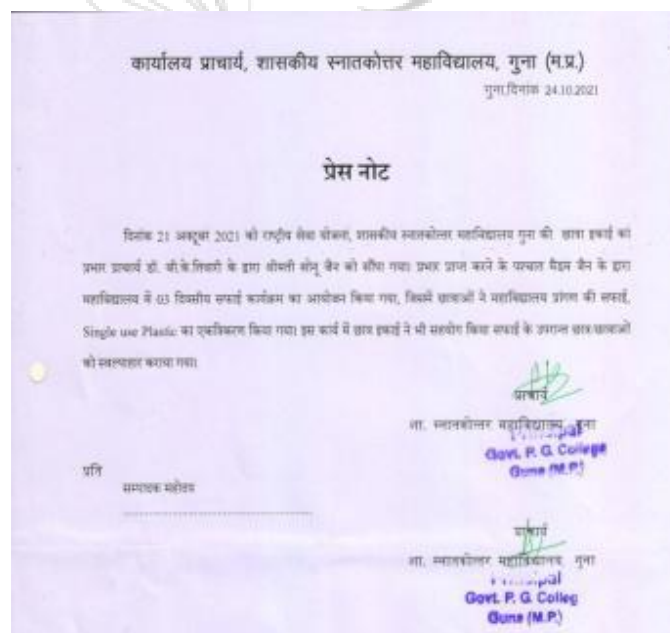 कार्यालय प्राचार्य, शासकीय स्नातकोत्तर महाविद्यालय, गुना (म.प्र.)
गुना,दिनांक 24.10.2021
प्रेस नोट
दिनांक 21 अक्टूबर 2021 को राष्ट्रीय सेवा योजना, शासकीय स्नातकोत्तर महाविद्यालय गुना की छात्रा इकाई का
प्रभार प्राचार्य डॉ. बी.के.तिवारी के द्वारा श्रीमती सोनू जैन को सौंपा गया। प्रभार प्राप्त करने के पश्चात मैडम जैन के द्वारा
महाविद्यालय में 03 दिवसीय सफाई कार्यक्रम का आयोजन किया गया, जिसमें छात्राओं ने महाविद्यालय प्रांगण की सफाई,
Single use Plastic का एकत्रिकरण किया गया। इस कार्य में छात्र इकाई ने भी सहयोग किया सफाई के उपरान्त छात्र/छात्राओं
को स्वल्पाहार कराया गया।
प्राचार्य
शा. स्नातकोत्तर महाविद्यालय, गुना
Principal
Govt. P. G. College
Guna (M.P.)
प्रति
सम्पादक महोदय
प्राचार्य
शा. स्नातकोत्तर महाविद्यालय, गुना
Principal
Govt. P. G. Colleg
Guna (M.P.)